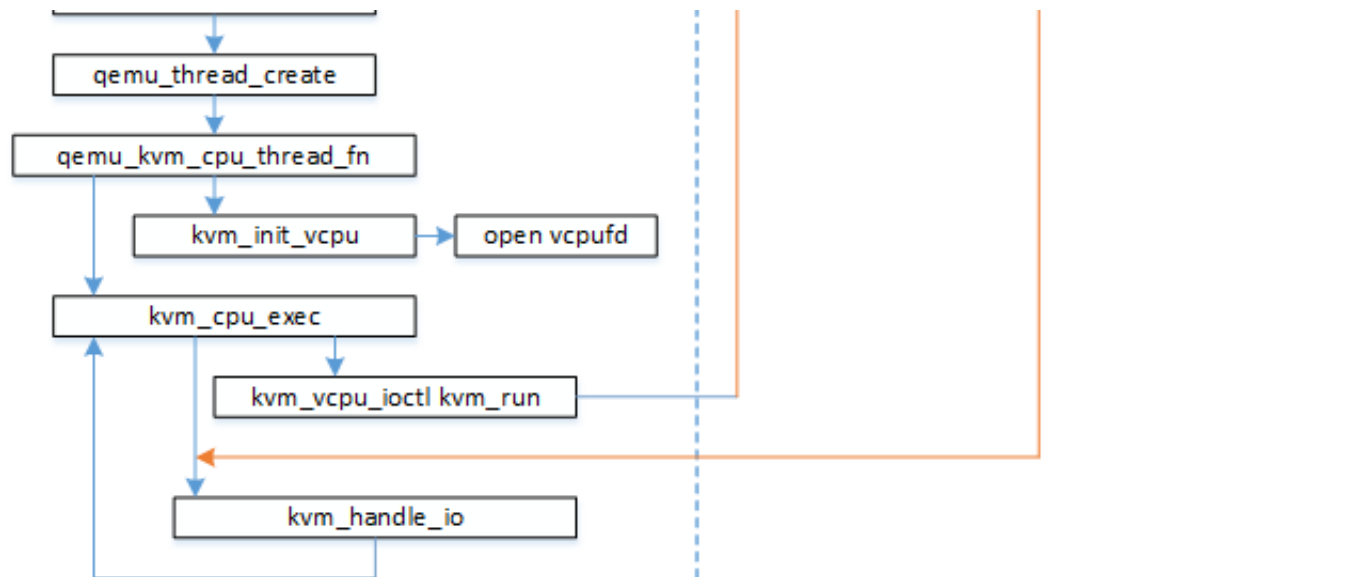 qemu_thread_create
qemu_kvm_cpu_thread_fn
kvm_init_vcpu
open vcpufd
kvm_cpu_exec
kvm_vcpu_ioctl kvm_run
kvm_handle_io